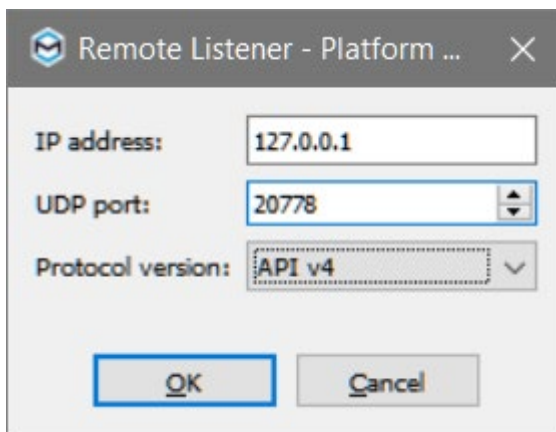 Remote Listener - Platform ...
IP address: 127.0.0.1
UDP port: 20778
Protocol version: API v4
OK Cancel